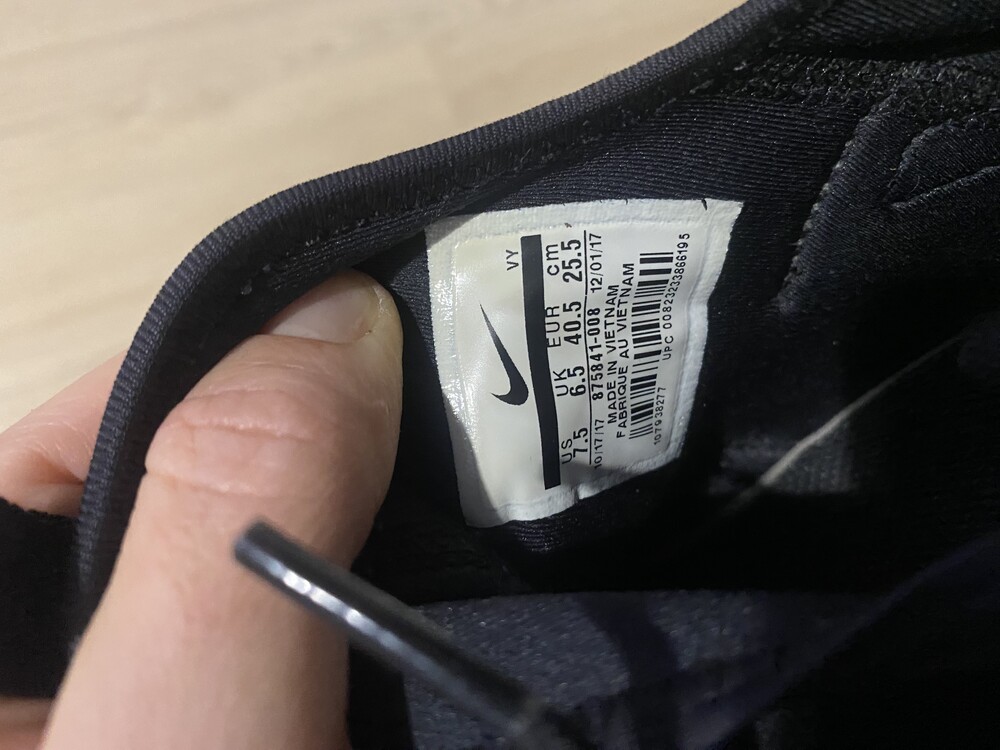 VY
US UK EUR cm
7.5 6.5 40.5 25.5
10/17/17 875841-008 12/01/17
MADE IN VIETNAM
FABRIQUE AU VIETNAM
107938277 UPC 00823233866195